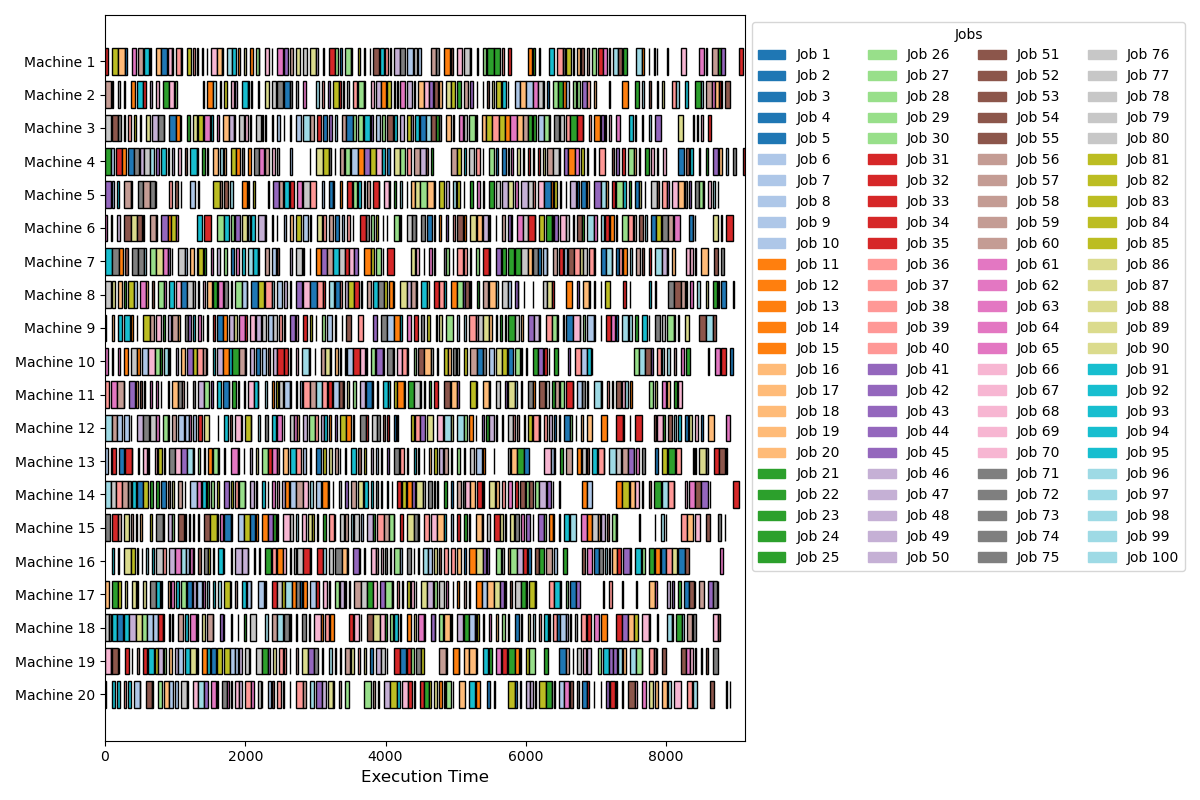 Machine 1
Machine 2
Machine 3
Machine 4
Machine 5
Machine 6
Machine 7
Machine 8
Machine 9
Machine 10
Machine 11
Machine 12
Machine 13
Machine 14
Machine 15
Machine 16
Machine 17
Machine 18
Machine 19
Machine 20
0 2000 4000 6000 8000
Execution Time
Jobs
Job 1 Job 26 Job 51 Job 76
Job 2 Job 27 Job 52 Job 77
Job 3 Job 28 Job 53 Job 78
Job 4 Job 29 Job 54 Job 79
Job 5 Job 30 Job 55 Job 80
Job 6 Job 31 Job 56 Job 81
Job 7 Job 32 Job 57 Job 82
Job 8 Job 33 Job 58 Job 83
Job 9 Job 34 Job 59 Job 84
Job 10 Job 35 Job 60 Job 85
Job 11 Job 36 Job 61 Job 86
Job 12 Job 37 Job 62 Job 87
Job 13 Job 38 Job 63 Job 88
Job 14 Job 39 Job 64 Job 89
Job 15 Job 40 Job 65 Job 90
Job 16 Job 41 Job 66 Job 91
Job 17 Job 42 Job 67 Job 92
Job 18 Job 43 Job 68 Job 93
Job 19 Job 44 Job 69 Job 94
Job 20 Job 45 Job 70 Job 95
Job 21 Job 46 Job 71 Job 96
Job 22 Job 47 Job 72 Job 97
Job 23 Job 48 Job 73 Job 98
Job 24 Job 49 Job 74 Job 99
Job 25 Job 50 Job 75 Job 100